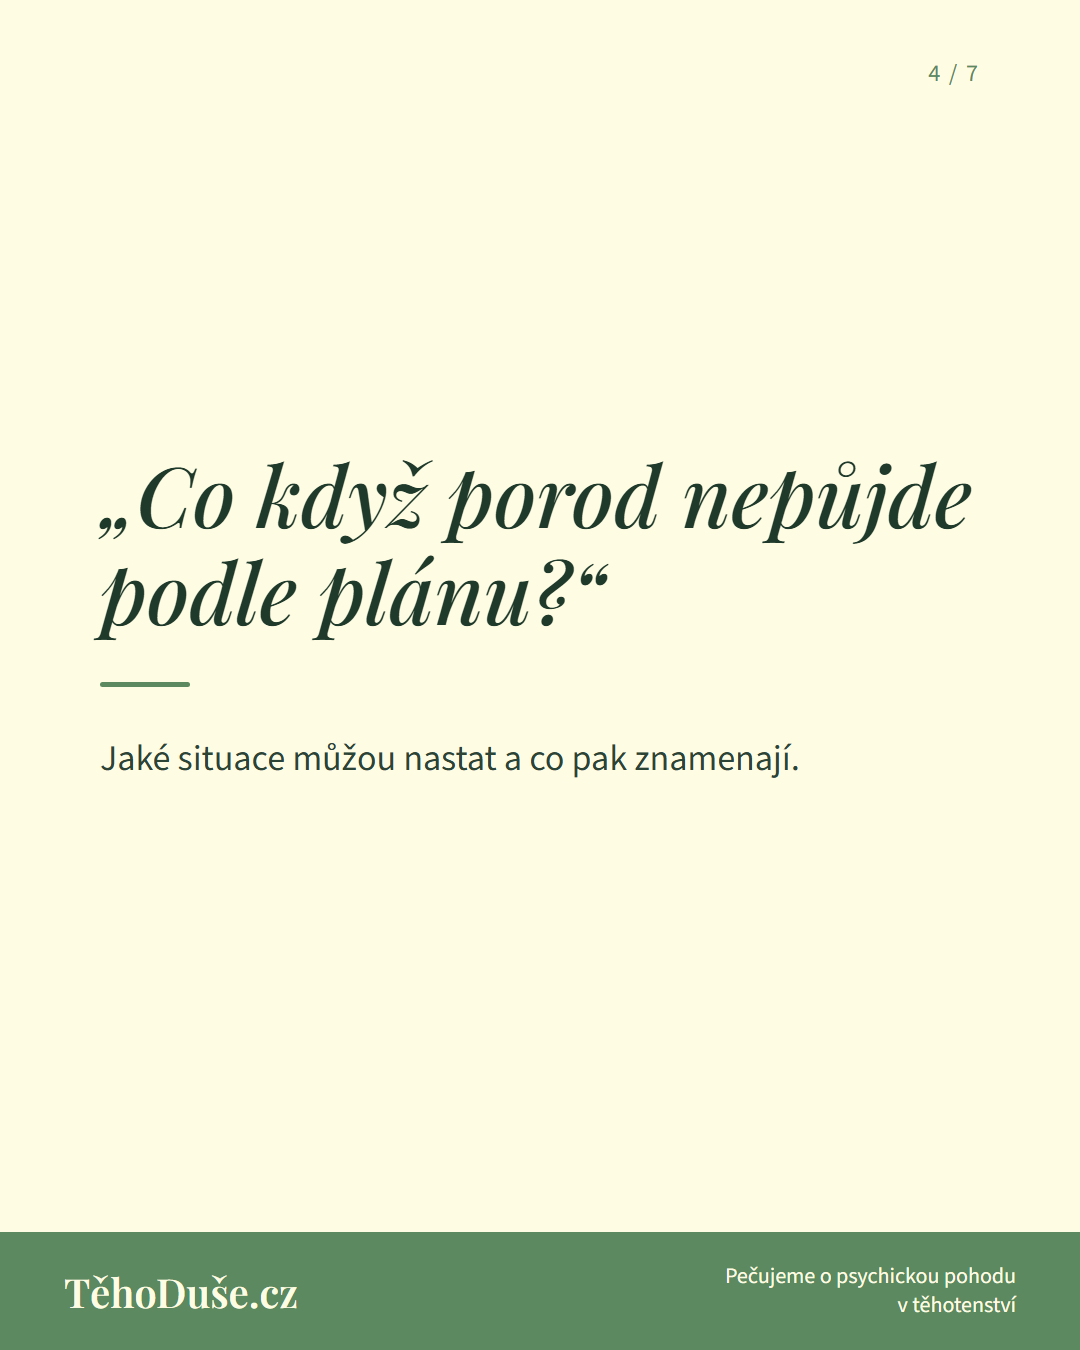 4 / 7
„Co když porod nepůjde
podle plánu?“
Jaké situace můžou nastat a co pak znamenají.
TěhoDuše.cz
Pečujeme o psychickou pohodu
v těhotenství